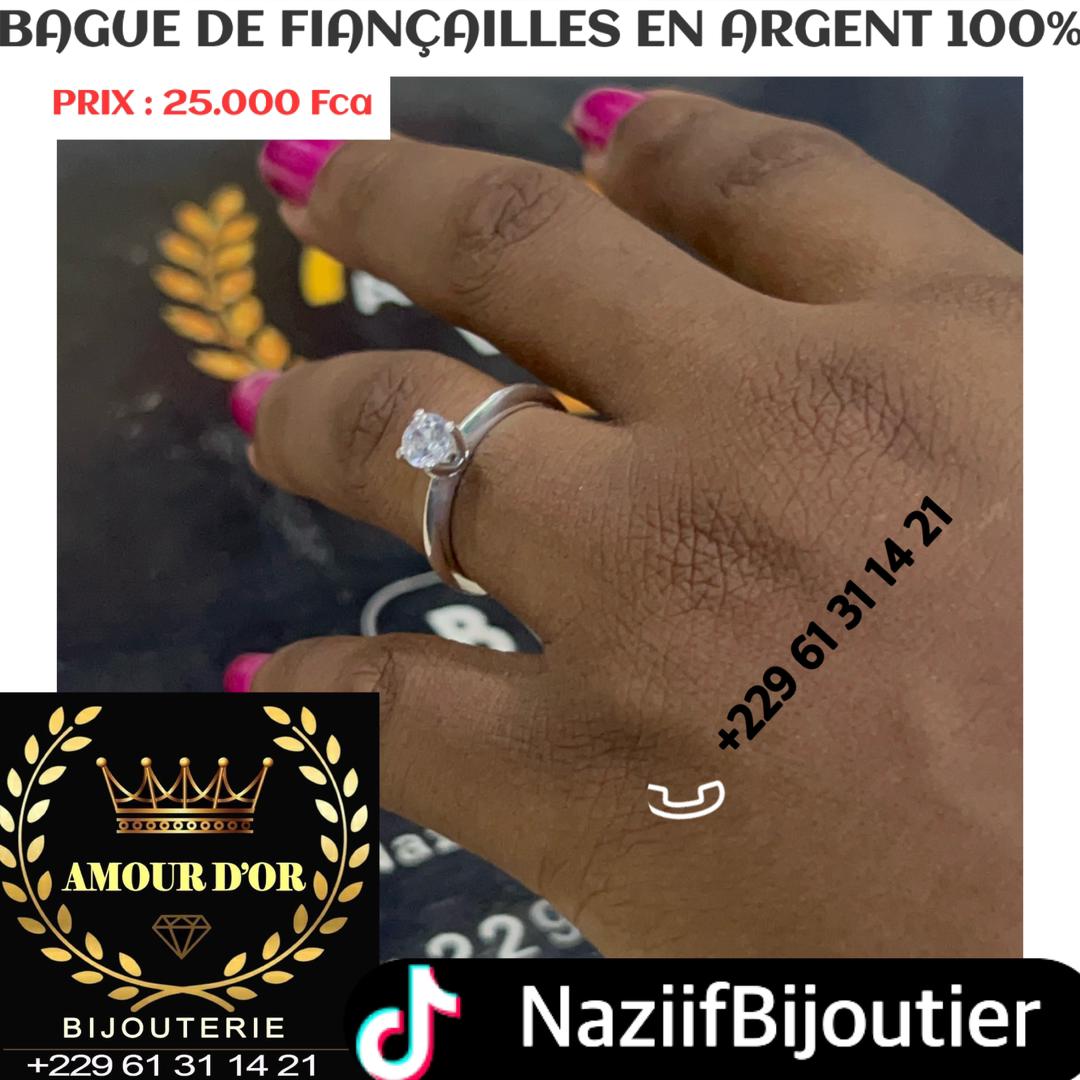 BAGUE DE FIANÇAILLES EN ARGENT 100%
PRIX : 25.000 Fca
A
B
+229 61 31 14 21
229
AMOUR D'OR
BIJOUTERIE
+229 61 31 14 21
NaziifBijoutier